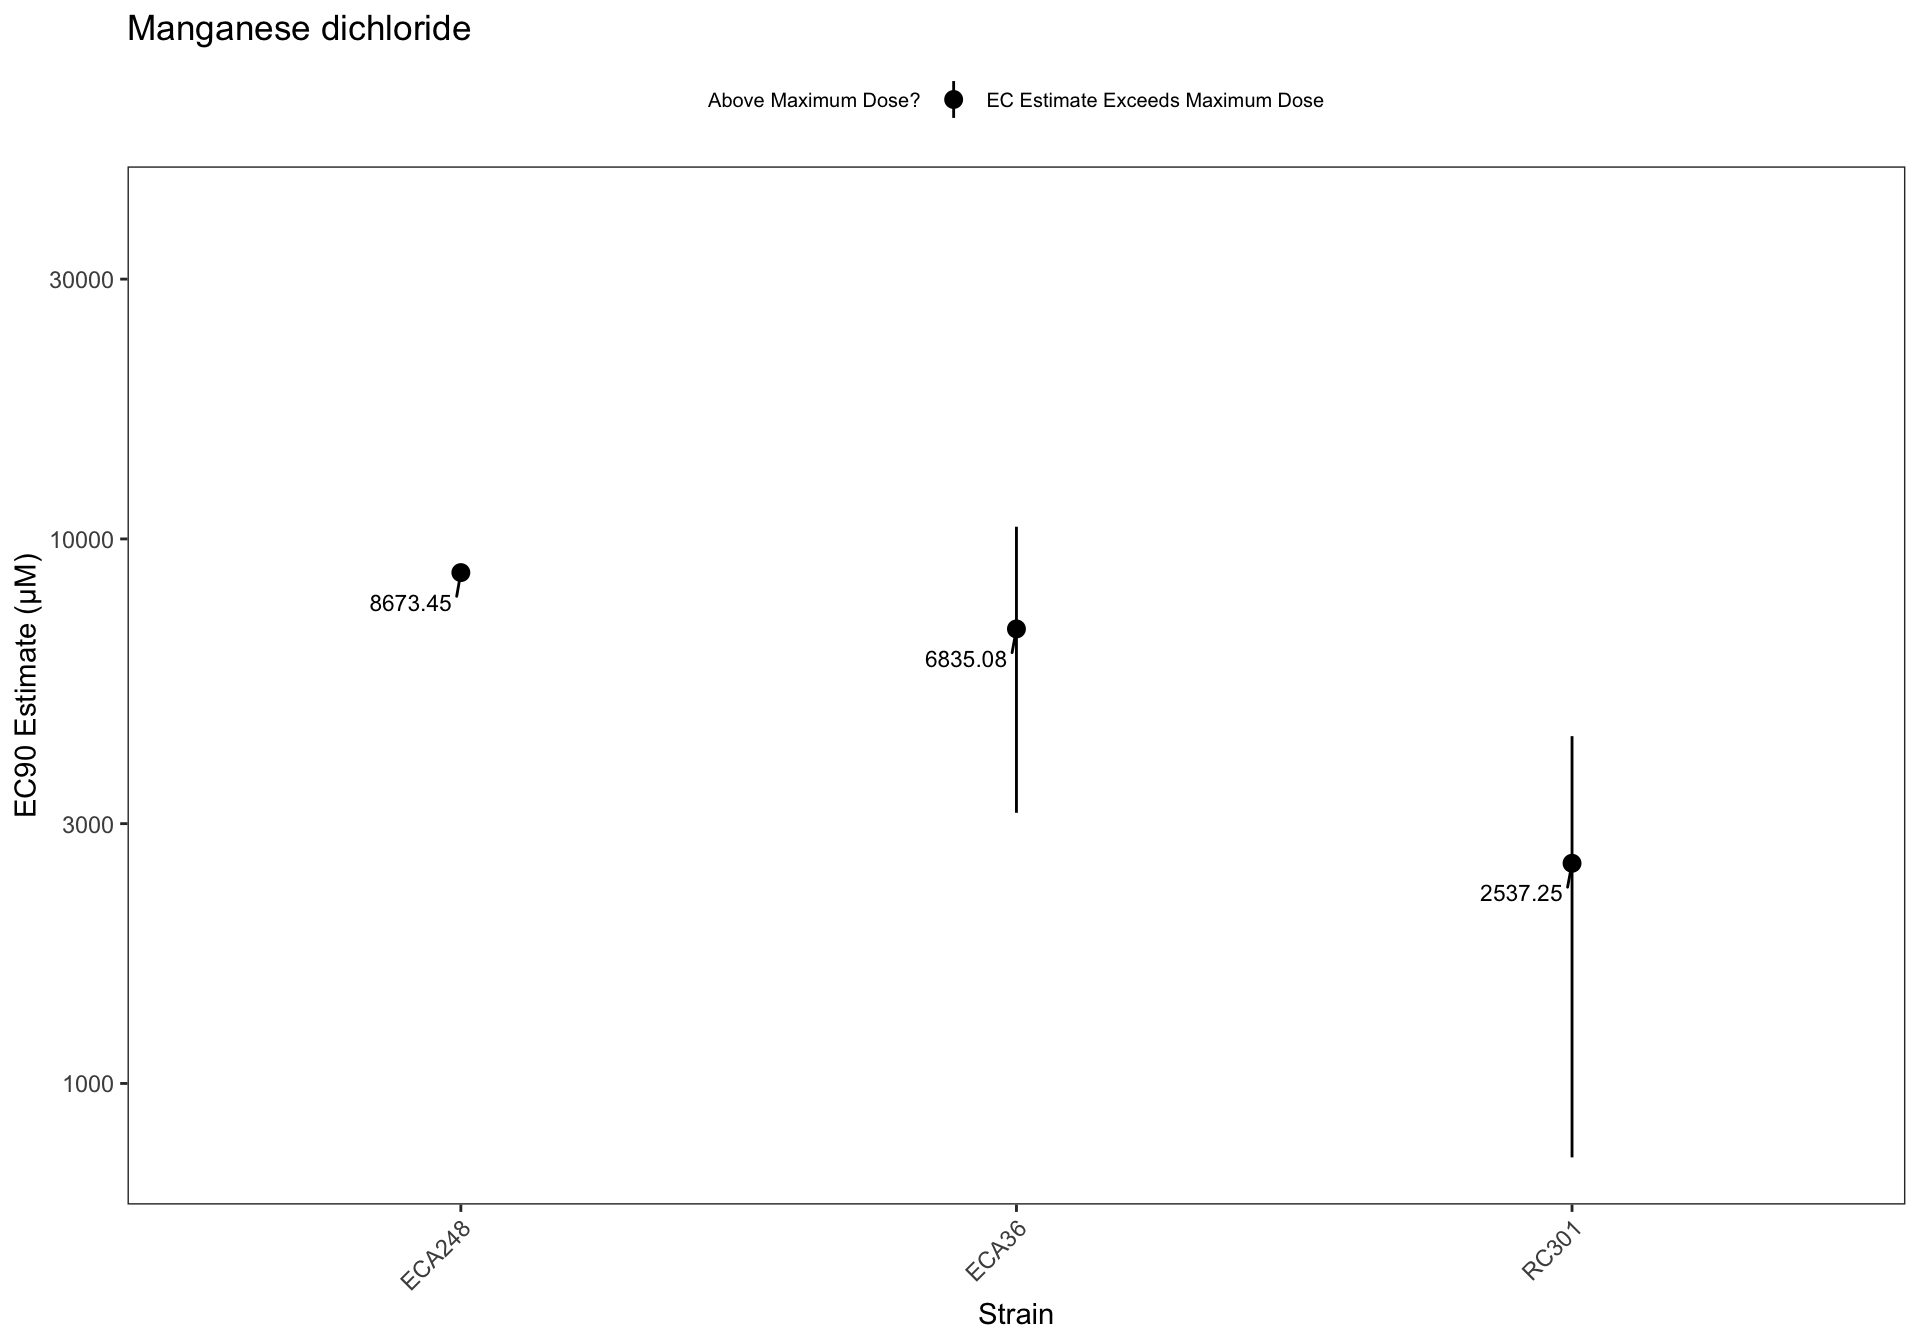 Manganese dichloride
Above Maximum Dose? EC Estimate Exceeds Maximum Dose
EC90 Estimate (µM)
30000
10000
3000
1000
8673.45
6835.08
2537.25
ECA248
ECA36
RC301
Strain